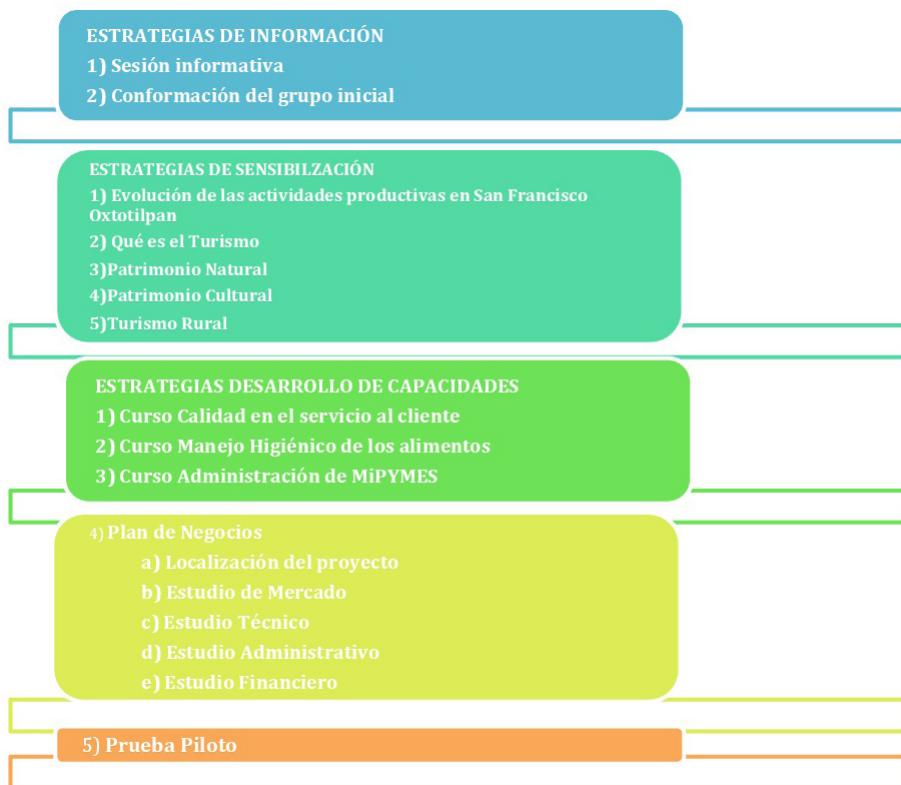 ESTRATEGIAS DE INFORMACIÓN
1) Sesión informativa
2) Conformación del grupo inicial
ESTRATEGIAS DE SENSIBILZACIÓN
1) Evolución de las actividades productivas en San Francisco
Oxtotilpan
2) Qué es el Turismo
3)Patrimonio Natural
4)Patrimonio Cultural
5)Turismo Rural
ESTRATEGIAS DESARROLLO DE CAPACIDADES
1) Curso Calidad en el servicio al cliente
2) Curso Manejo Higiénico de los alimentos
3) Curso Administración de MiPYMES
4) Plan de Negocios
a) Localización del proyecto
b) Estudio de Mercado
c) Estudio Técnico
d) Estudio Administrativo
e) Estudio Financiero
5) Prueba Piloto